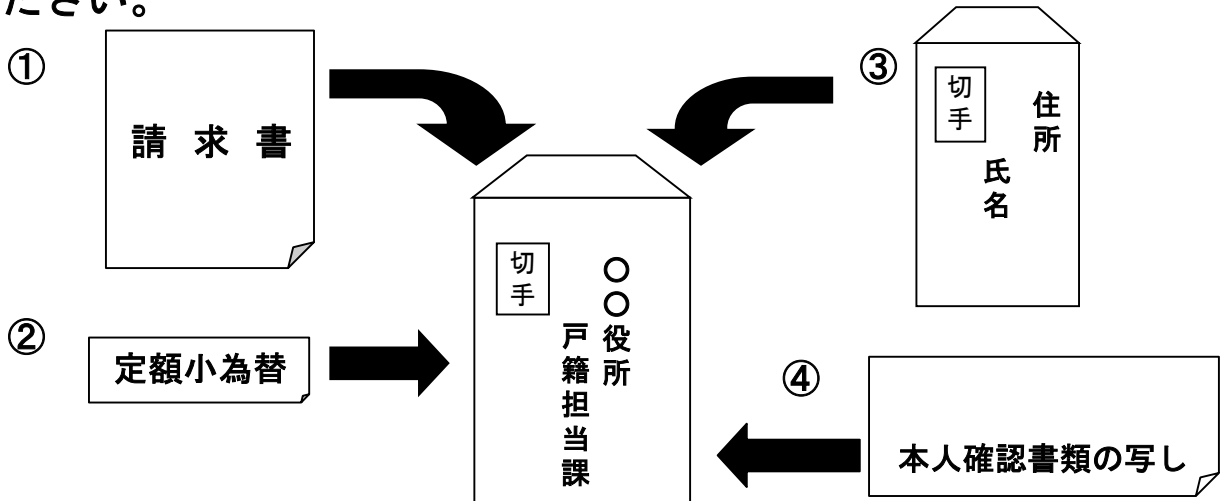 ださい。
①
請求書
②
定額小為替
切手
〇〇役所
戸籍担当課
③
切手
住所
氏名
④
本人確認書類の写し